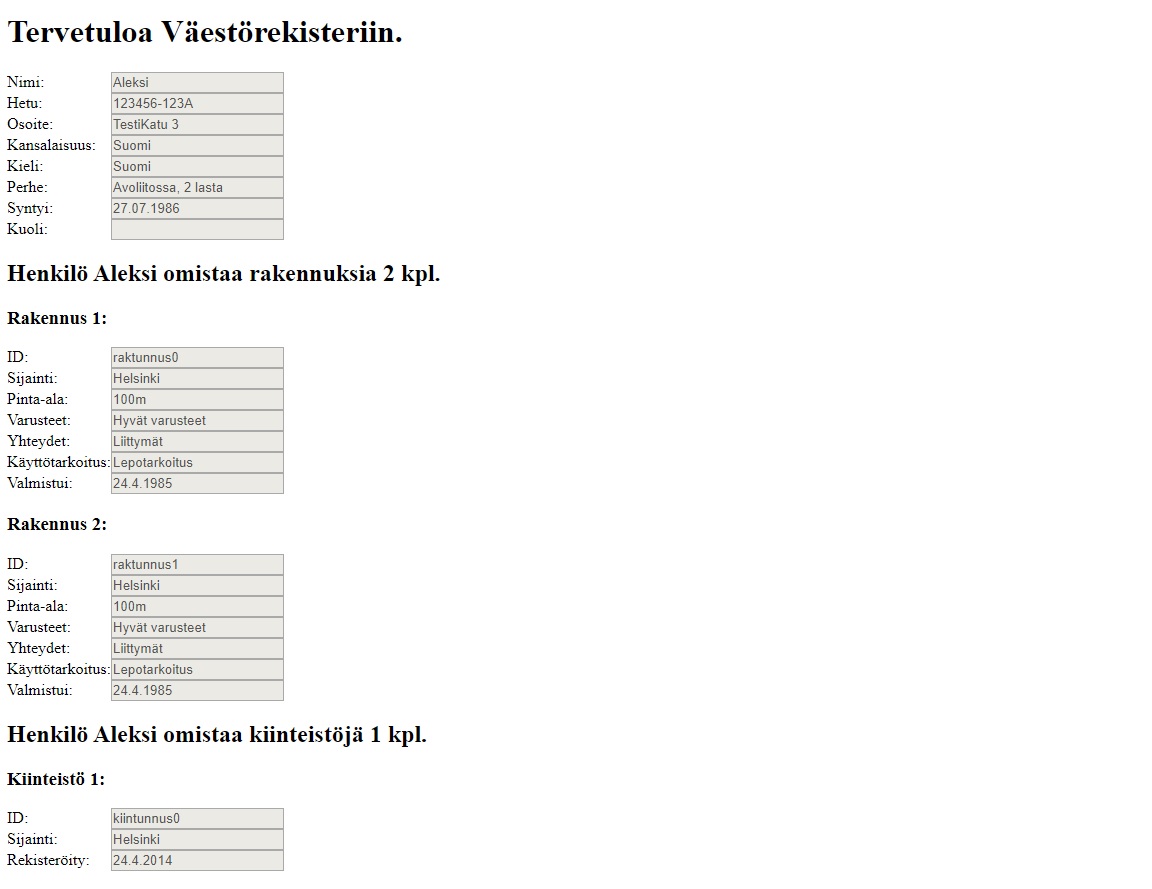 Tervetuloa Väestörekisteriin.
Nimi: Aleksi
Hetu: 123456-123A
Osoite: TestiKatu 3
Kansalaisuus: Suomi
Kieli: Suomi
Perhe: Avoliitossa, 2 lasta
Syntyi: 27.07.1986
Kuoli:
Henkilö Aleksi omistaa rakennuksia 2 kpl.
Rakennus 1:
ID: raktunnus0
Sijainti: Helsinki
Pinta-ala: 100m
Varusteet: Hyvät varusteet
Yhteydet: Liittymät
Käyttötarkoitus: Lepotarkoitus
Valmistui: 24.4.1985
Rakennus 2:
ID: raktunnus1
Sijainti: Helsinki
Pinta-ala: 100m
Varusteet: Hyvät varusteet
Yhteydet: Liittymät
Käyttötarkoitus: Lepotarkoitus
Valmistui: 24.4.1985
Henkilö Aleksi omistaa kiinteistöjä 1 kpl.
Kiinteistö 1:
ID: kiintunnus0
Sijainti: Helsinki
Rekisteröity: 24.4.2014